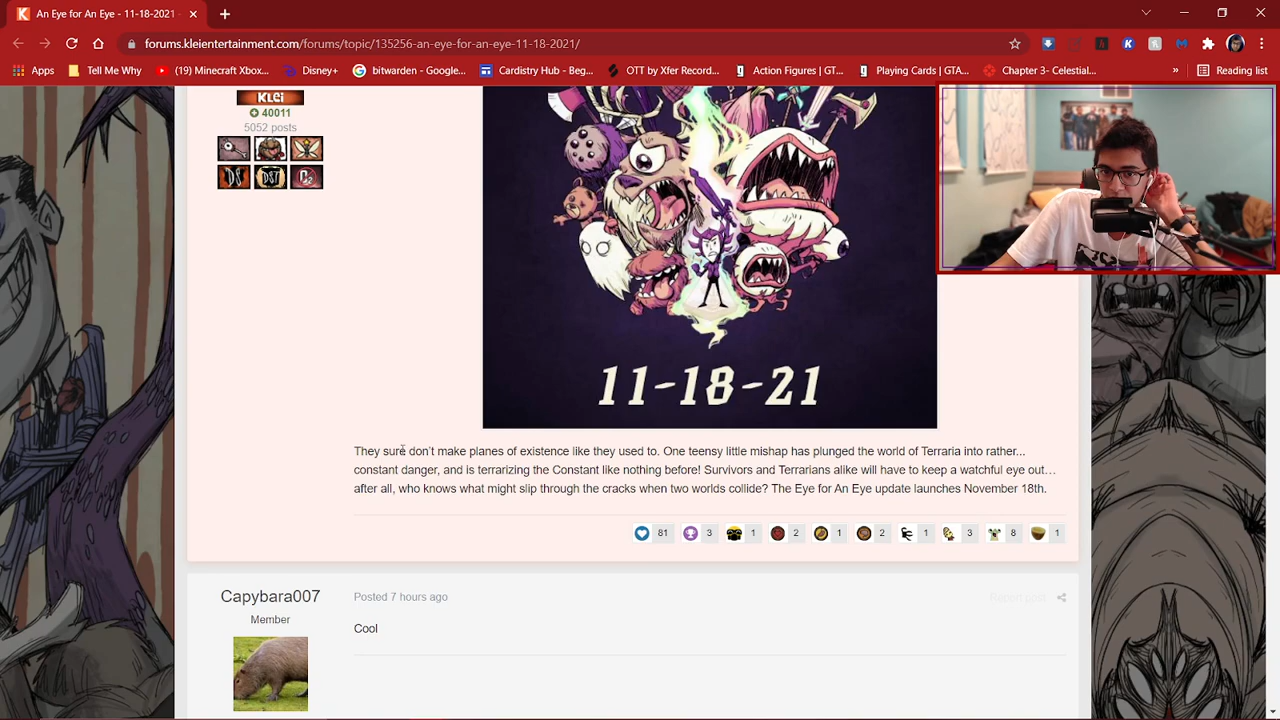 An Eye for An Eye - 11-18-2021 -
forums.kleientertainment.com/forums/topic/135256-an-eye-for-an-eye-11-18-2021/
Apps
Tell Me Why
(19) Minecraft Xbox...
Disney+
bitwarden - Google...
Cardistry Hub - Beg...
OTT by Xfer Record...
Action Figures | GT...
Playing Cards | GTA...
Chapter 3- Celestial...
»
Reading list
KLei
40011
5052 posts
11-18-21
They sure don't make planes of existence like they used to. One teensy little mishap has plunged the world of Terraria into rather...
constant danger, and is terrarizing the Constant like nothing before! Survivors and Terrarians alike will have to keep a watchful eye out…
after all, who knows what might slip through the cracks when two worlds collide? The Eye for An Eye update launches November 18th.
81 3 1 2 1 2 1 3 8 1
Capybara007
Posted 7 hours ago
Recent post
Member
Cool